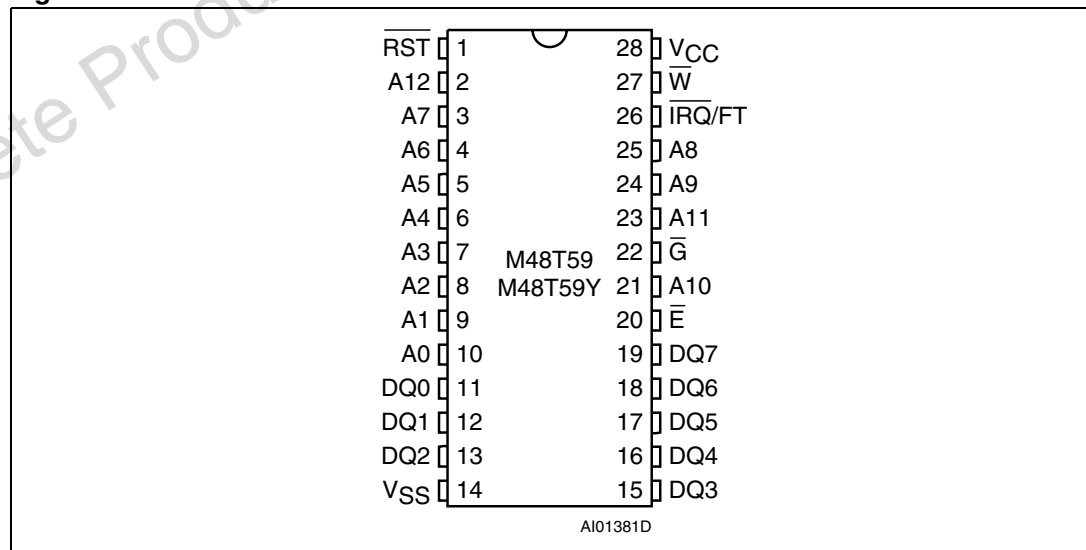 RST 1 28 VCC
A12 2 27 W
A7 3 26 IRQ/FT
A6 4 25 A8
A5 5 24 A9
A4 6 23 A11
A3 7 M48T59 22 G
A2 8 M48T59Y 21 A10
A1 9 20 E
A0 10 19 DQ7
DQ0 11 18 DQ6
DQ1 12 17 DQ5
DQ2 13 16 DQ4
VSS 14 15 DQ3
AI01381D